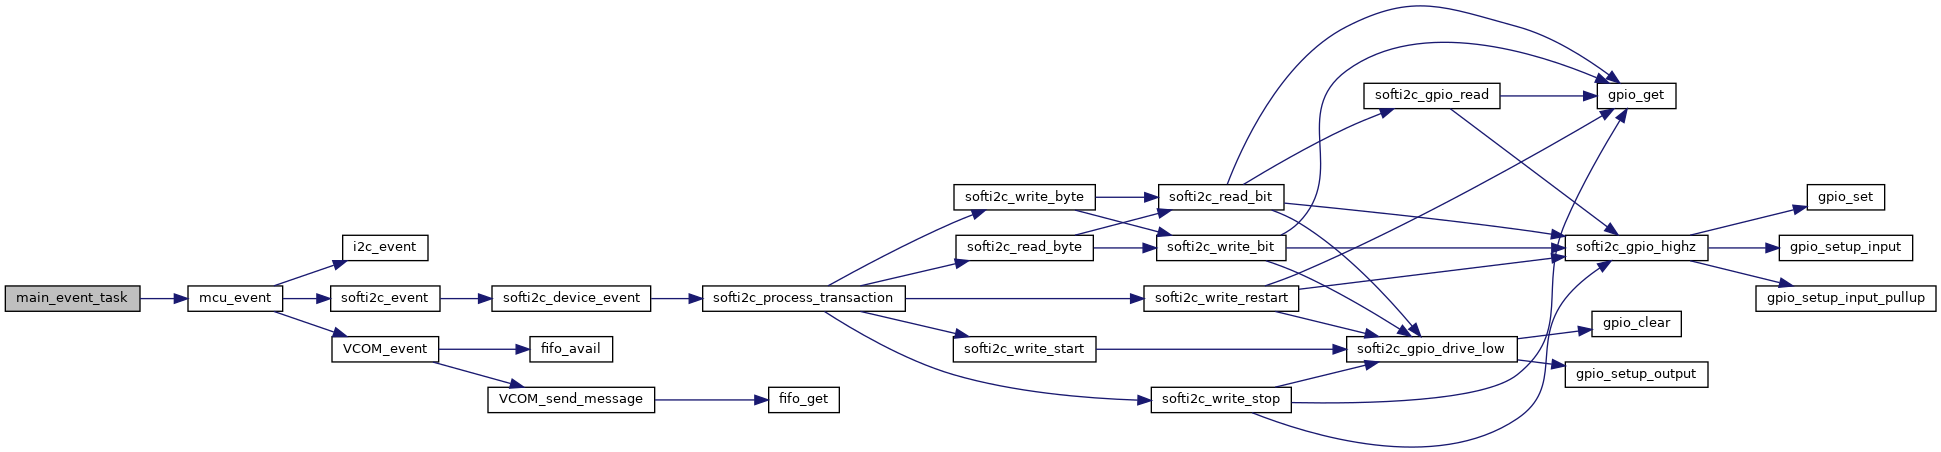 main_event_task
mcu_event
i2c_event
softi2c_event
VCOM_event
softi2c_device_event
fifo_avail
VCOM_send_message
softi2c_process_transaction
fifo_get
softi2c_write_byte
softi2c_read_byte
softi2c_write_restart
softi2c_write_start
softi2c_write_stop
softi2c_read_bit
softi2c_write_bit
softi2c_gpio_read
softi2c_gpio_drive_low
gpio_get
softi2c_gpio_highz
gpio_clear
gpio_setup_output
gpio_set
gpio_setup_input
gpio_setup_input_pullup